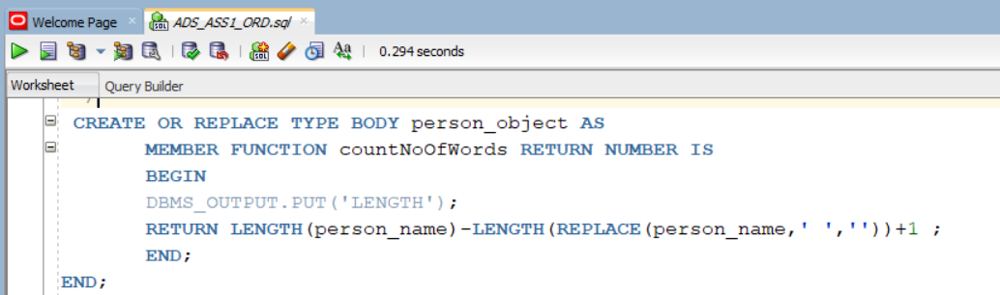 Welcome Page × ADS_ASS1_ORD.sql ×
0.294 seconds
Worksheet Query Builder
CREATE OR REPLACE TYPE BODY person_object AS
MEMBER FUNCTION countNoOfWords RETURN NUMBER IS
BEGIN
DBMS_OUTPUT.PUT('LENGTH');
RETURN LENGTH(person_name)-LENGTH(REPLACE(person_name,' ',''))+1 ;
END;
END;